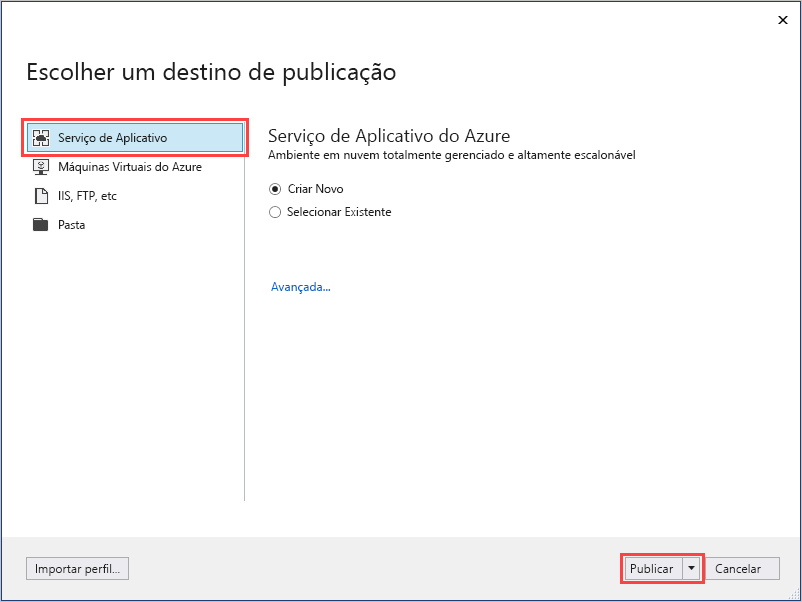 Escolher um destino de publicação
Serviço de Aplicativo
Máquinas Virtuais do Azure
IIS, FTP, etc
Pasta
Serviço de Aplicativo do Azure
Ambiente em nuvem totalmente gerenciado e altamente escalonável
Criar Novo
Selecionar Existente
Avançada...
Importar perfil...
Publicar
Cancelar